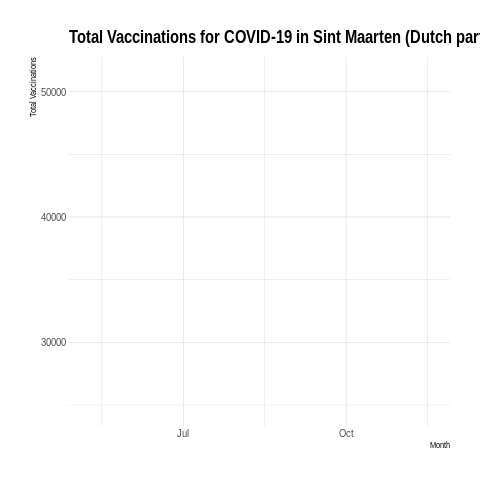 Total Vaccinations for COVID-19 in Sint Maarten (Dutch par
Total Vaccinations
50000
40000
30000
Jul Oct
Month